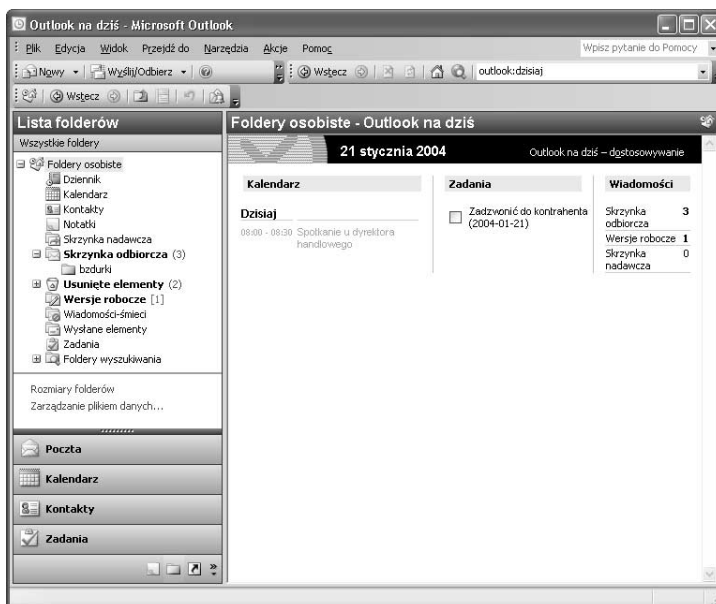 Outlook na dziś - Microsoft Outlook
Plik Edycja Widok Przejdź do Narzędzia Akcje Pomoc Wpisz pytanie do Pomocy
Nowy Wyślij/Odbierz Wstecz outlook:dzisiaj
Wstecz
Lista folderów
Wszystkie foldery
Foldery osobiste
Dziennik
Kalendarz
Kontakty
Notatki
Skrzynka nadawcza
Skrzynka odbiorcza (3)
bzdurki
Usunięte elementy (2)
Wersje robocze [1]
Wiadomości-śmieci
Wysłane elementy
Zadania
Foldery wyszukiwania
Rozmiary folderów
Zarządzanie plikiem danych...
Poczta
Kalendarz
Kontakty
Zadania
Foldery osobiste - Outlook na dziś
21 stycznia 2004 Outlook na dziś – dostosowywanie
Kalendarz
Dzisiaj
08:00 - 08:30 Spotkanie u dyrektora
handlowego
Zadania
Zadzwonić do kontrahenta
(2004-01-21)
Wiadomości
Skrzynka 3
odbiorcza
Wersje robocze 1
Skrzynka 0
nadawcza